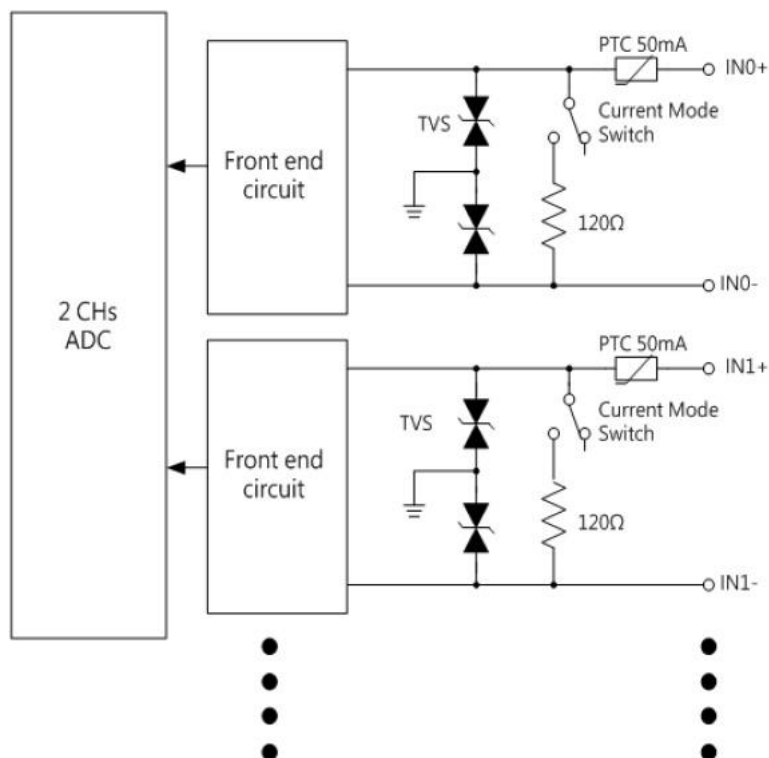 PTC 50mA
IN0+
TVS
Current Mode
Switch
Front end
circuit
120Ω
IN0-
2 CHs
ADC
PTC 50mA
IN1+
TVS
Current Mode
Switch
Front end
circuit
120Ω
IN1-